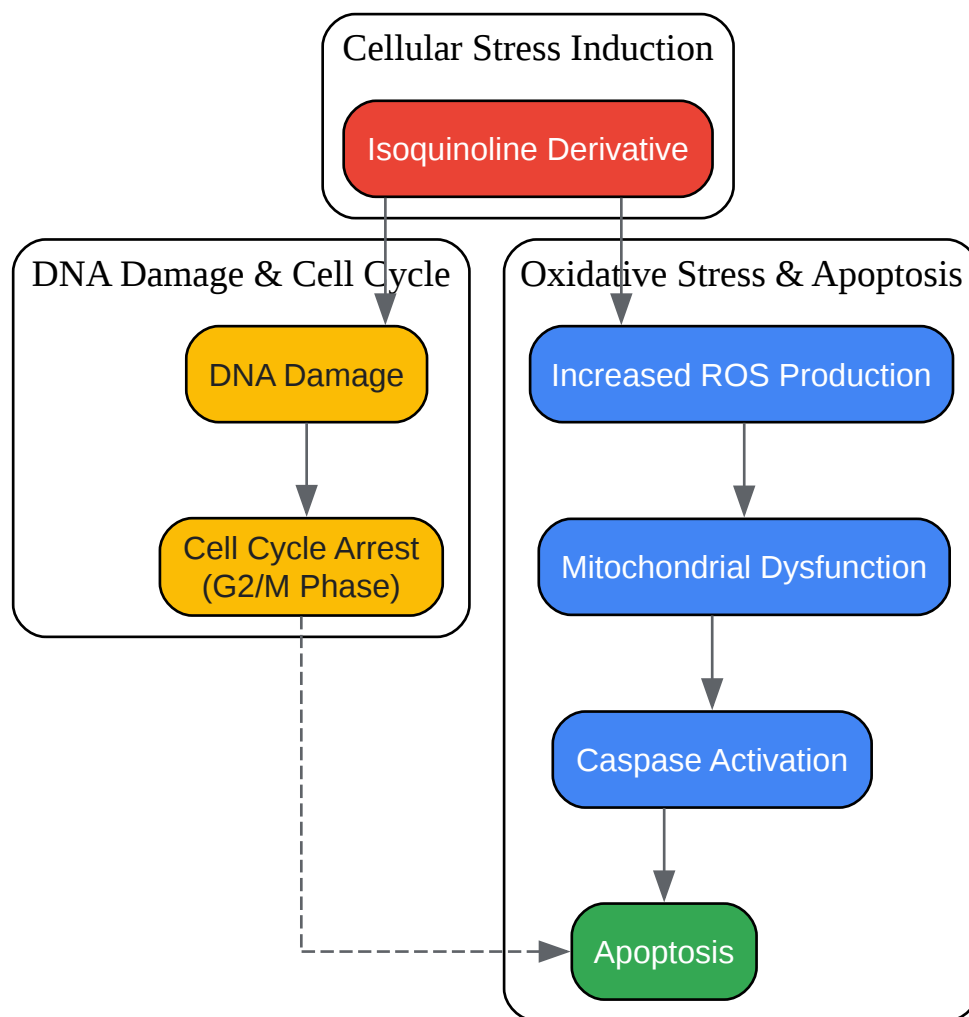 Cellular Stress Induction
Isoquinoline Derivative
DNA Damage & Cell Cycle
DNA Damage
Cell Cycle Arrest
(G2/M Phase)
Oxidative Stress & Apoptosis
Increased ROS Production
Mitochondrial Dysfunction
Caspase Activation
Apoptosis